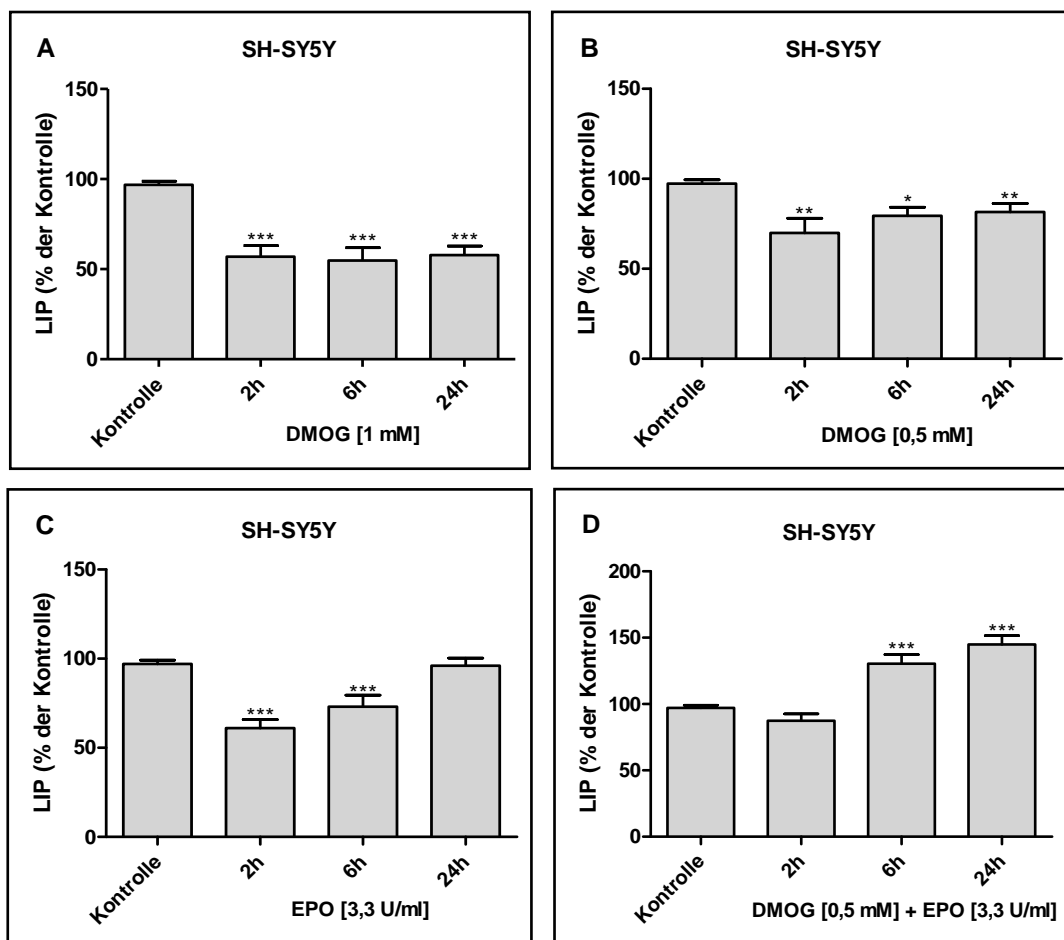 A
SH-SY5Y
LIP (% der Kontrolle)
150
100
50
0
***
***
***
Kontrolle
2h
6h
24h
DMOG [1 mM]
B
SH-SY5Y
LIP (% der Kontrolle)
150
100
50
0
**
*
**
Kontrolle
2h
6h
24h
DMOG [0,5 mM]
C
SH-SY5Y
LIP (% der Kontrolle)
150
100
50
0
***
***
Kontrolle
2h
6h
24h
EPO [3,3 U/ml]
D
SH-SY5Y
LIP (% der Kontrolle)
200
150
100
50
0
***
***
Kontrolle
2h
6h
24h
DMOG [0,5 mM] + EPO [3,3 U/ml]